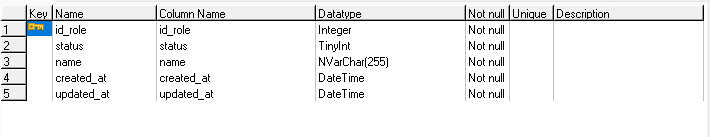 Key Name Column Name Datatype Not null Unique Description
1 id_role id_role Integer Not null
2 status status TinyInt Not null
3 name name NVarChar(255) Not null
4 created_at created_at DateTime Not null
5 updated_at updated_at DateTime Not null